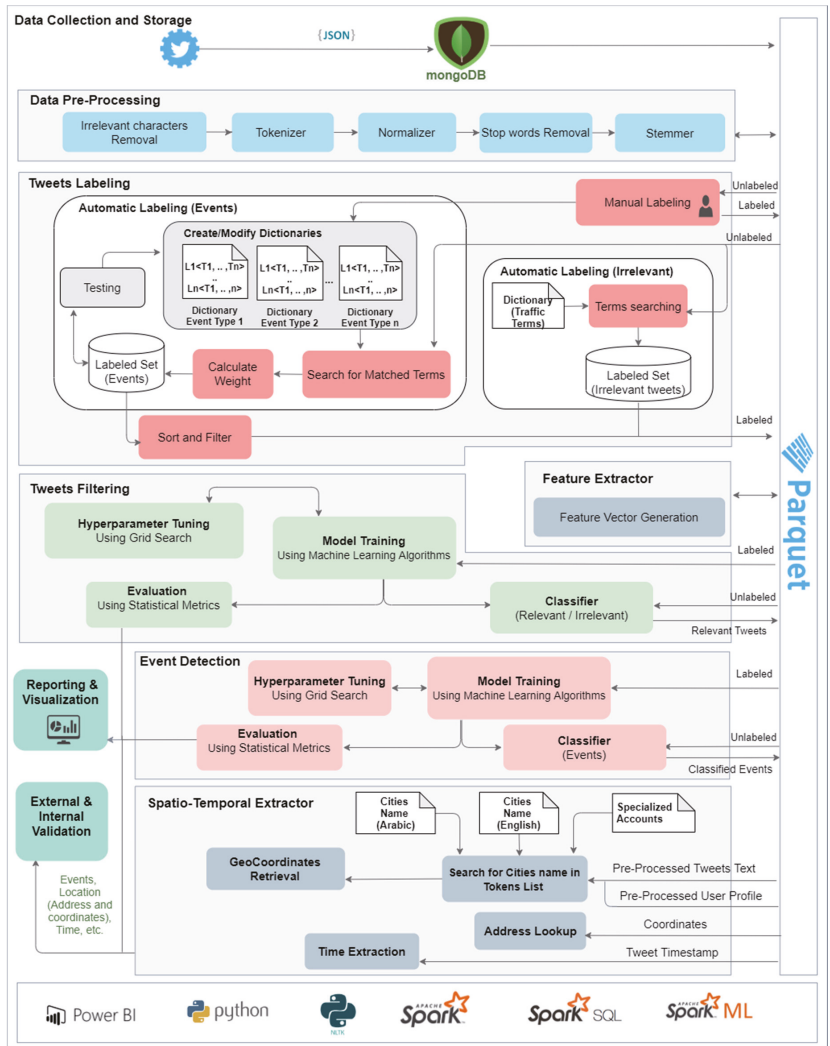 Data Collection and Storage
{JSON}
mongoDB
Data Pre-Processing
Irrelevant characters
Removal
Tokenizer
Normalizer
Stop words Removal
Stemmer
Tweets Labeling
Unlabeled
Manual Labeling
Labeled
Automatic Labeling (Events)
Create/Modify Dictionaries
Unlabeled
L1<T1, .. ,Tn>
..
Ln<T1, .. ,n>
L1<T1, .. ,Tn>
..
Ln<T1, .. ,n>
...
L1<T1, .. ,Tn>
..
Ln<T1, .. ,n>
Dictionary
Event Type 1
Dictionary
Event Type 2
Dictionary
Event Type n
Testing
Automatic Labeling (Irrelevant)
Dictionary
(Traffic
Terms)
Terms searching
Labeled Set
(Events)
Calculate
Weight
Search for Matched Terms
Labeled Set
(Irrelevant tweets)
Sort and Filter
Labeled
Parquet
Feature Extractor
Feature Vector Generation
Tweets Filtering
Hyperparameter Tuning
Using Grid Search
Model Training
Using Machine Learning Algorithms
Labeled
Evaluation
Using Statistical Metrics
Classifier
(Relevant / Irrelevant)
Unlabeled
Relevant Tweets
Event Detection
Hyperparameter Tuning
Using Grid Search
Model Training
Using Machine Learning Algorithms
Labeled
Reporting &
Visualization
Evaluation
Using Statistical Metrics
Classifier
(Events)
Unlabeled
Classified Events
External &
Internal
Validation
Spatio-Temporal Extractor
Cities
Name
(Arabic)
Cities
Name
(English)
Specialized
Accounts
GeoCoordinates
Retrieval
Search for Cities name in
Tokens List
Pre-Processed Tweets Text
Pre-Processed User Profile
Events,
Location
(Address and
coordinates),
Time, etc.
Address Lookup
Coordinates
Time Extraction
Tweet Timestamp
Power BI
python
NLTK
APACHE
Spark
Spark SQL
APACHE
Spark ML